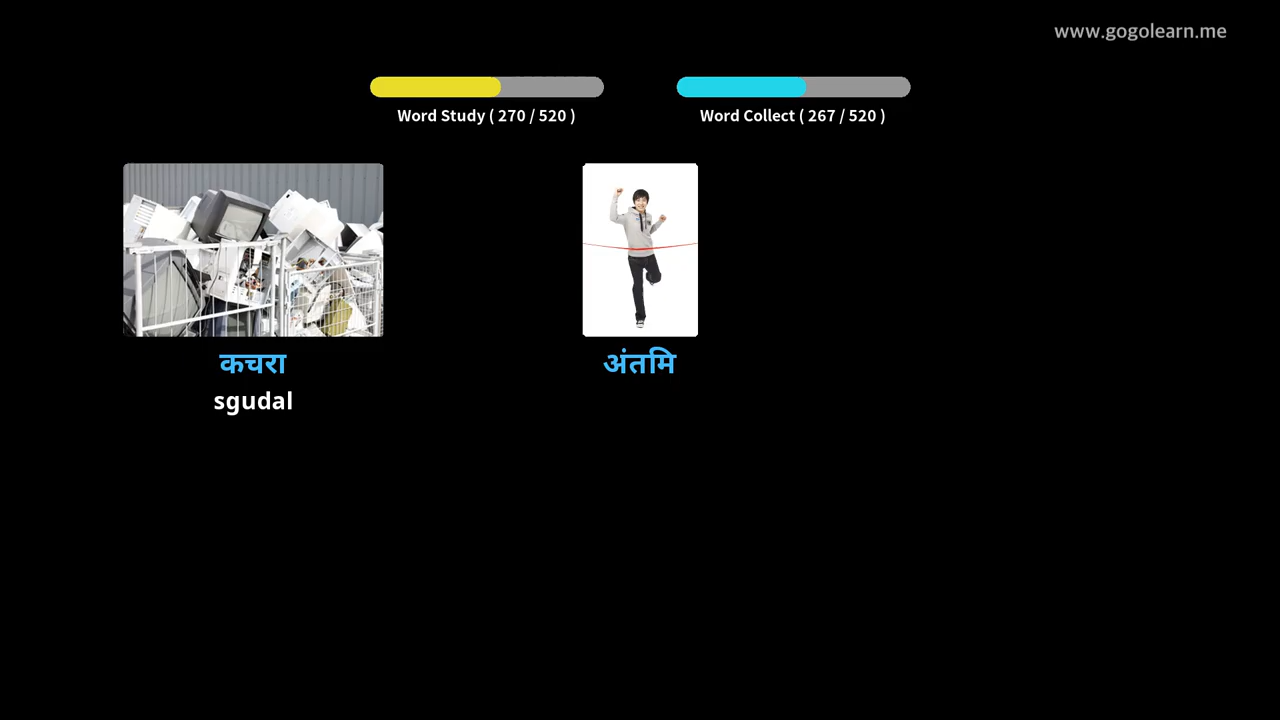 www.gogolearn.me
Word Study ( 270 / 520 )
Word Collect ( 267 / 520 )
कचरा
sgudal
अंतमि